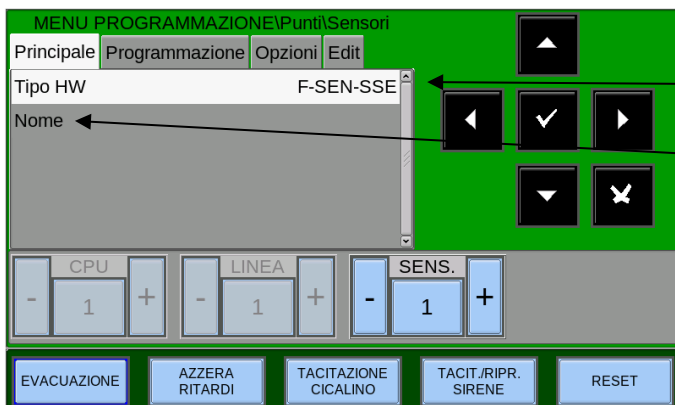 MENU PROGRAMMAZIONE\Punti\Sensori
Principale Programmazione Opzioni Edit
Tipo HW F-SEN-SSE
Nome
CPU LINEA SENS.
- 1 + - 1 + - 1 +
EVACUAZIONE AZZERA RITARDI TACITAZIONE CICALINO TACIT./RIPR. SIRENE RESET